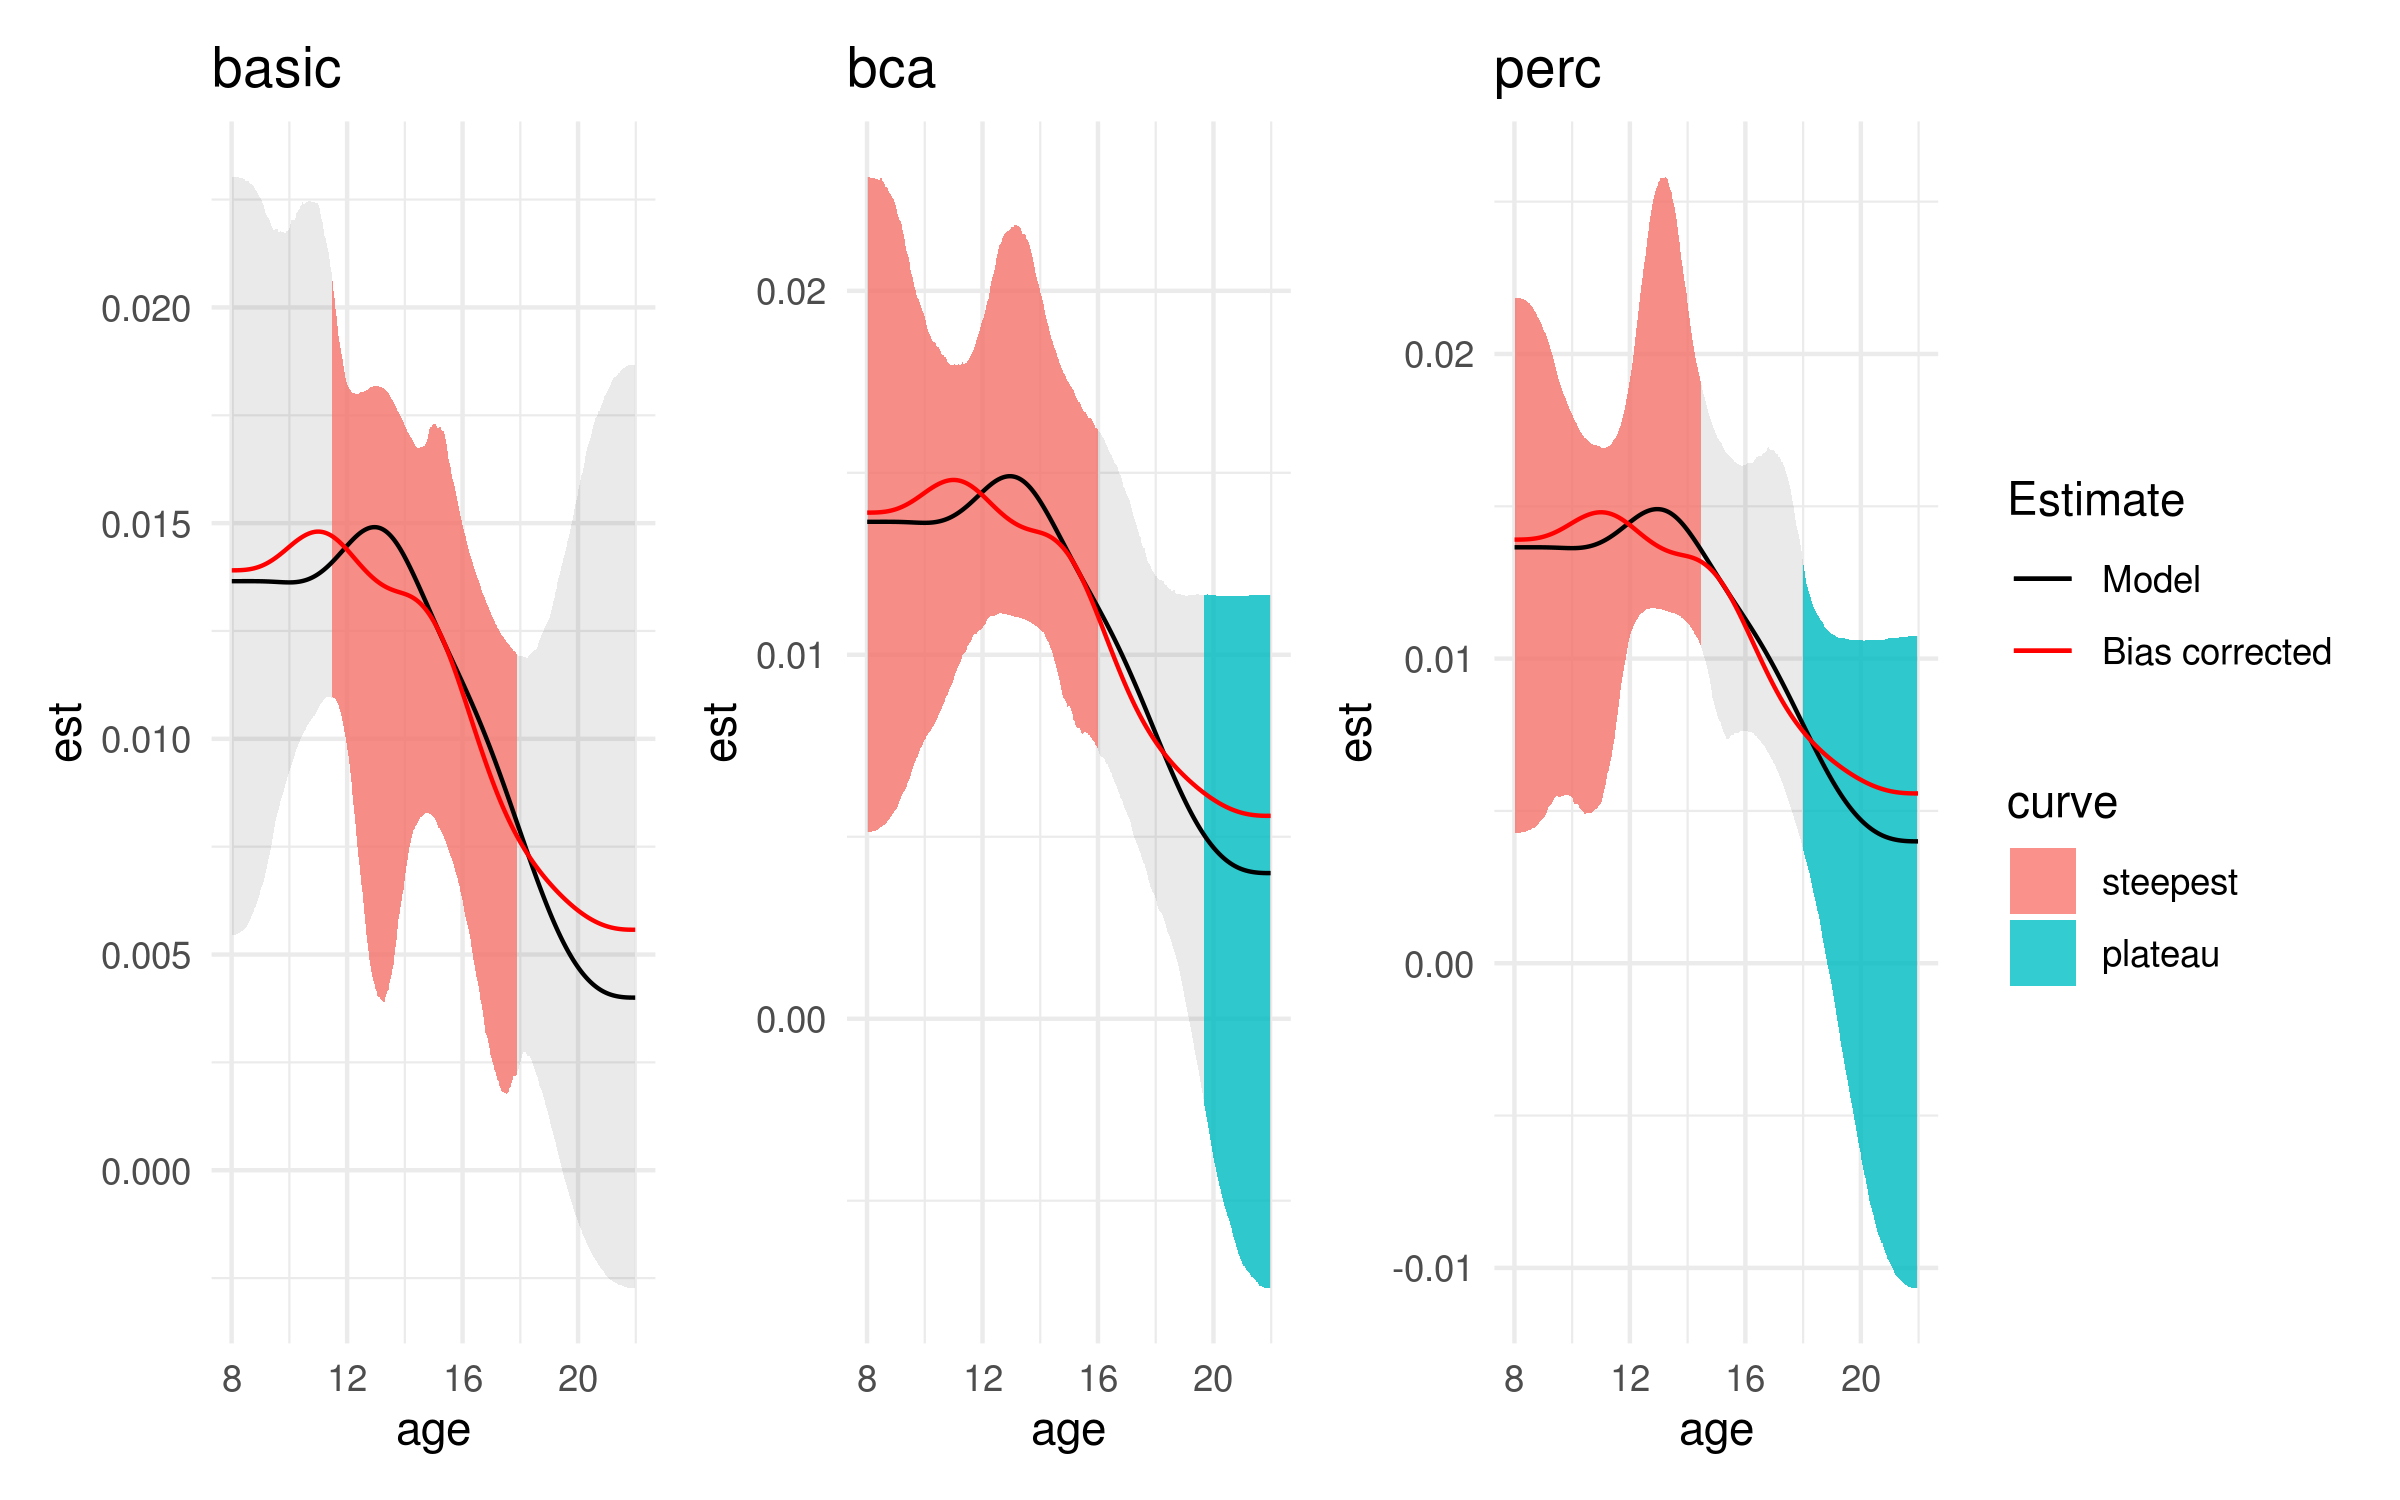 basic
bca
perc
0.020
0.015
0.010
0.005
0.000
est
8 12 16 20
age
0.02
0.01
0.00
est
8 12 16 20
age
0.02
0.01
0.00
-0.01
est
8 12 16 20
age
Estimate
Model
Bias corrected
curve
steepest
plateau